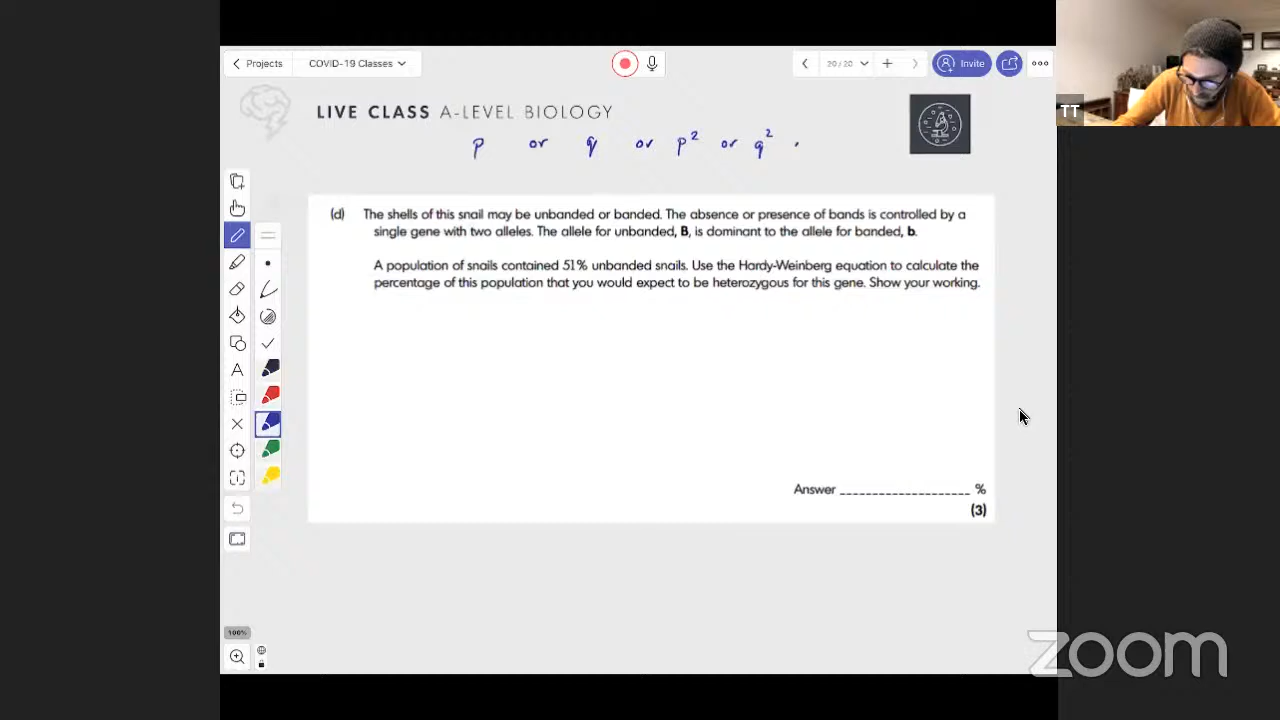 Projects
COVID-19 Classes
20 / 20
Invite
LIVE CLASS A-LEVEL BIOLOGY
p or q or p² or q²
TT
(d) The shells of this snail may be unbanded or banded. The absence or presence of bands is controlled by a
single gene with two alleles. The allele for unbanded, B, is dominant to the allele for banded, b.
A population of snails contained 51% unbanded snails. Use the Hardy-Weinberg equation to calculate the
percentage of this population that you would expect to be heterozygous for this gene. Show your working.
A
Answer ____________________ %
(3)
100%
zoom